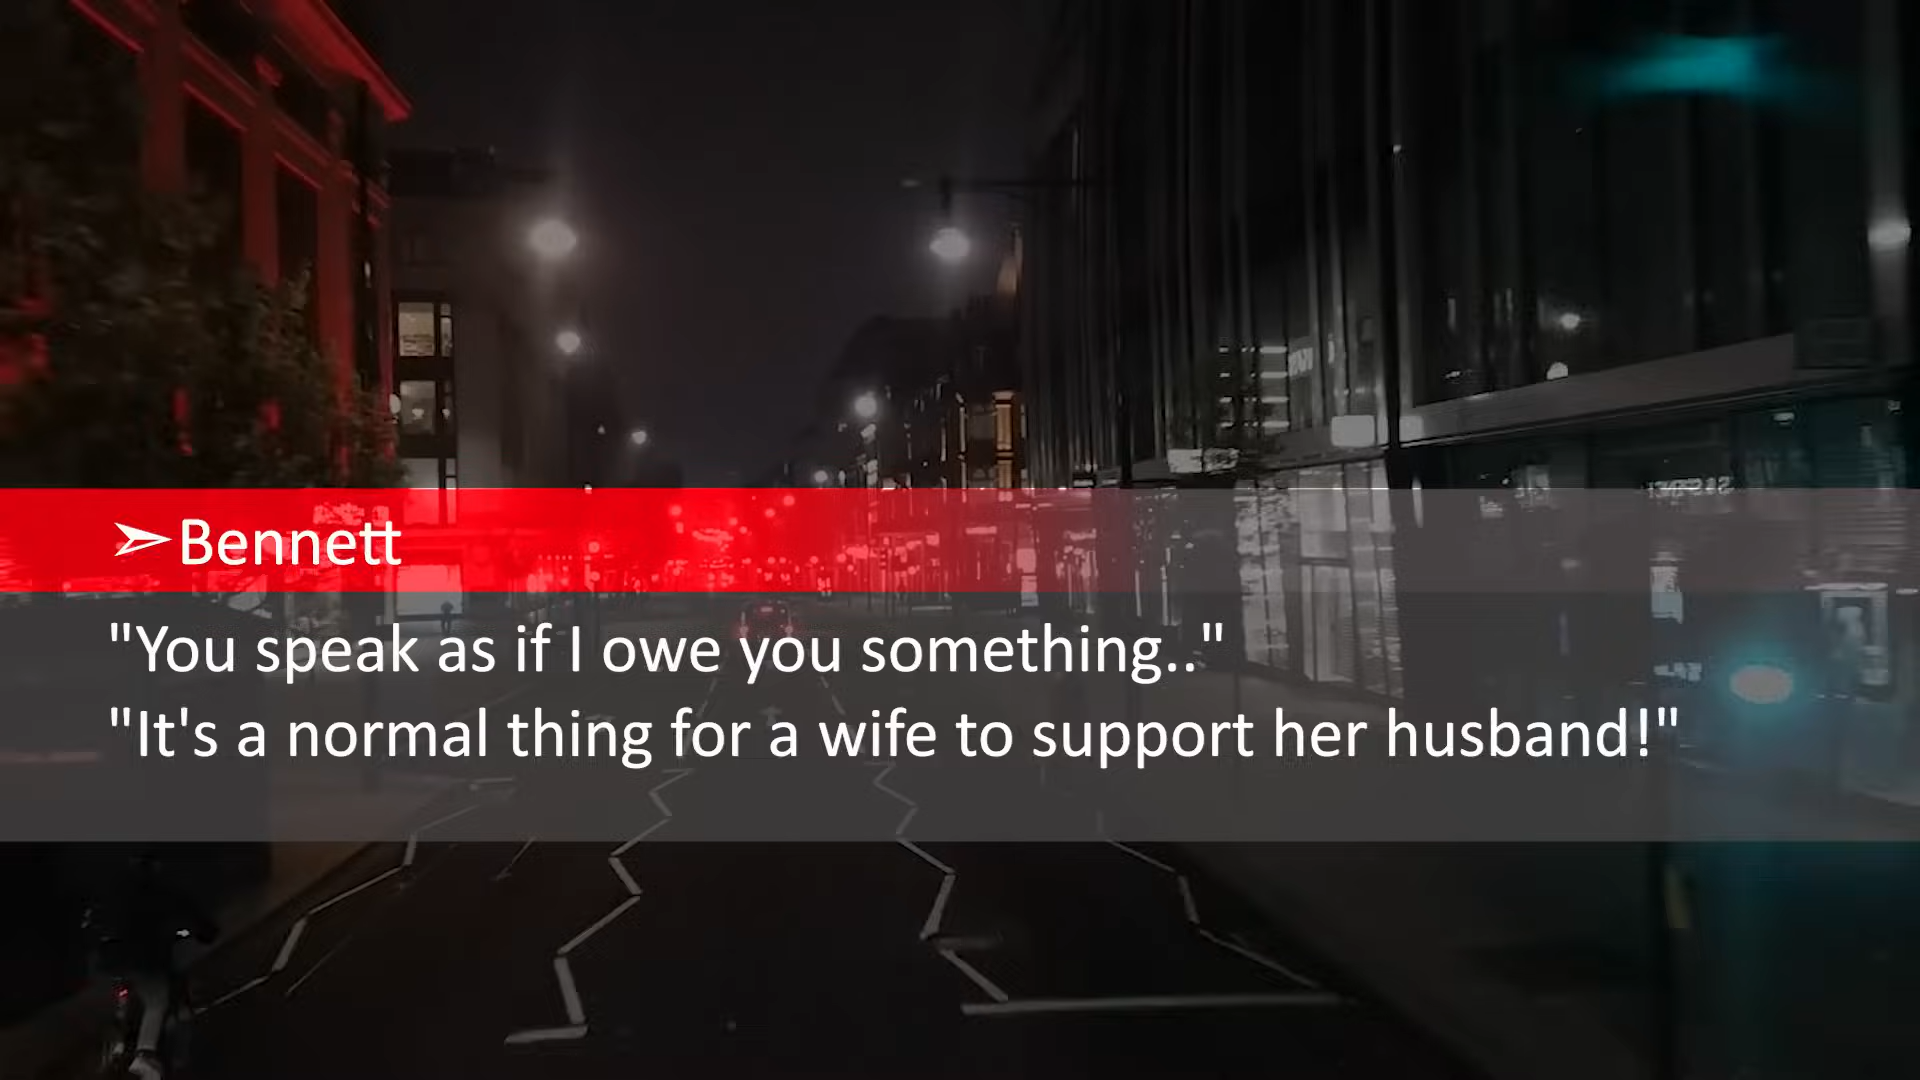 ➣Bennett
"You speak as if I owe you something.."
"It's a normal thing for a wife to support her husband!"